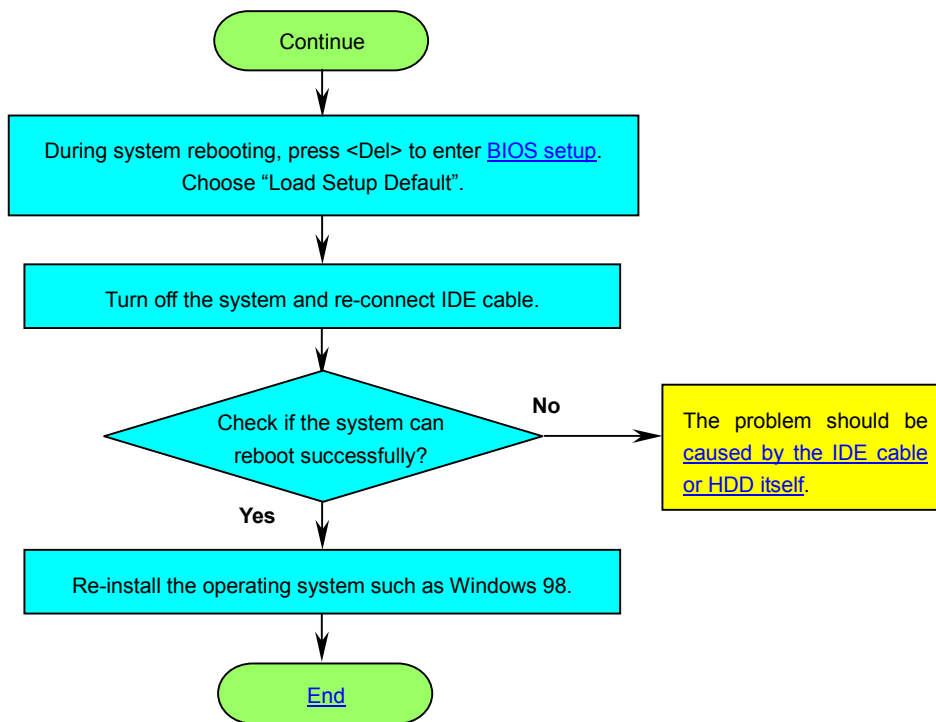 Continue
During system rebooting, press <Del> to enter BIOS setup.
Choose “Load Setup Default”.
Turn off the system and re-connect IDE cable.
Check if the system can
reboot successfully?
No
The problem should be
caused by the IDE cable
or HDD itself.
Yes
Re-install the operating system such as Windows 98.
End